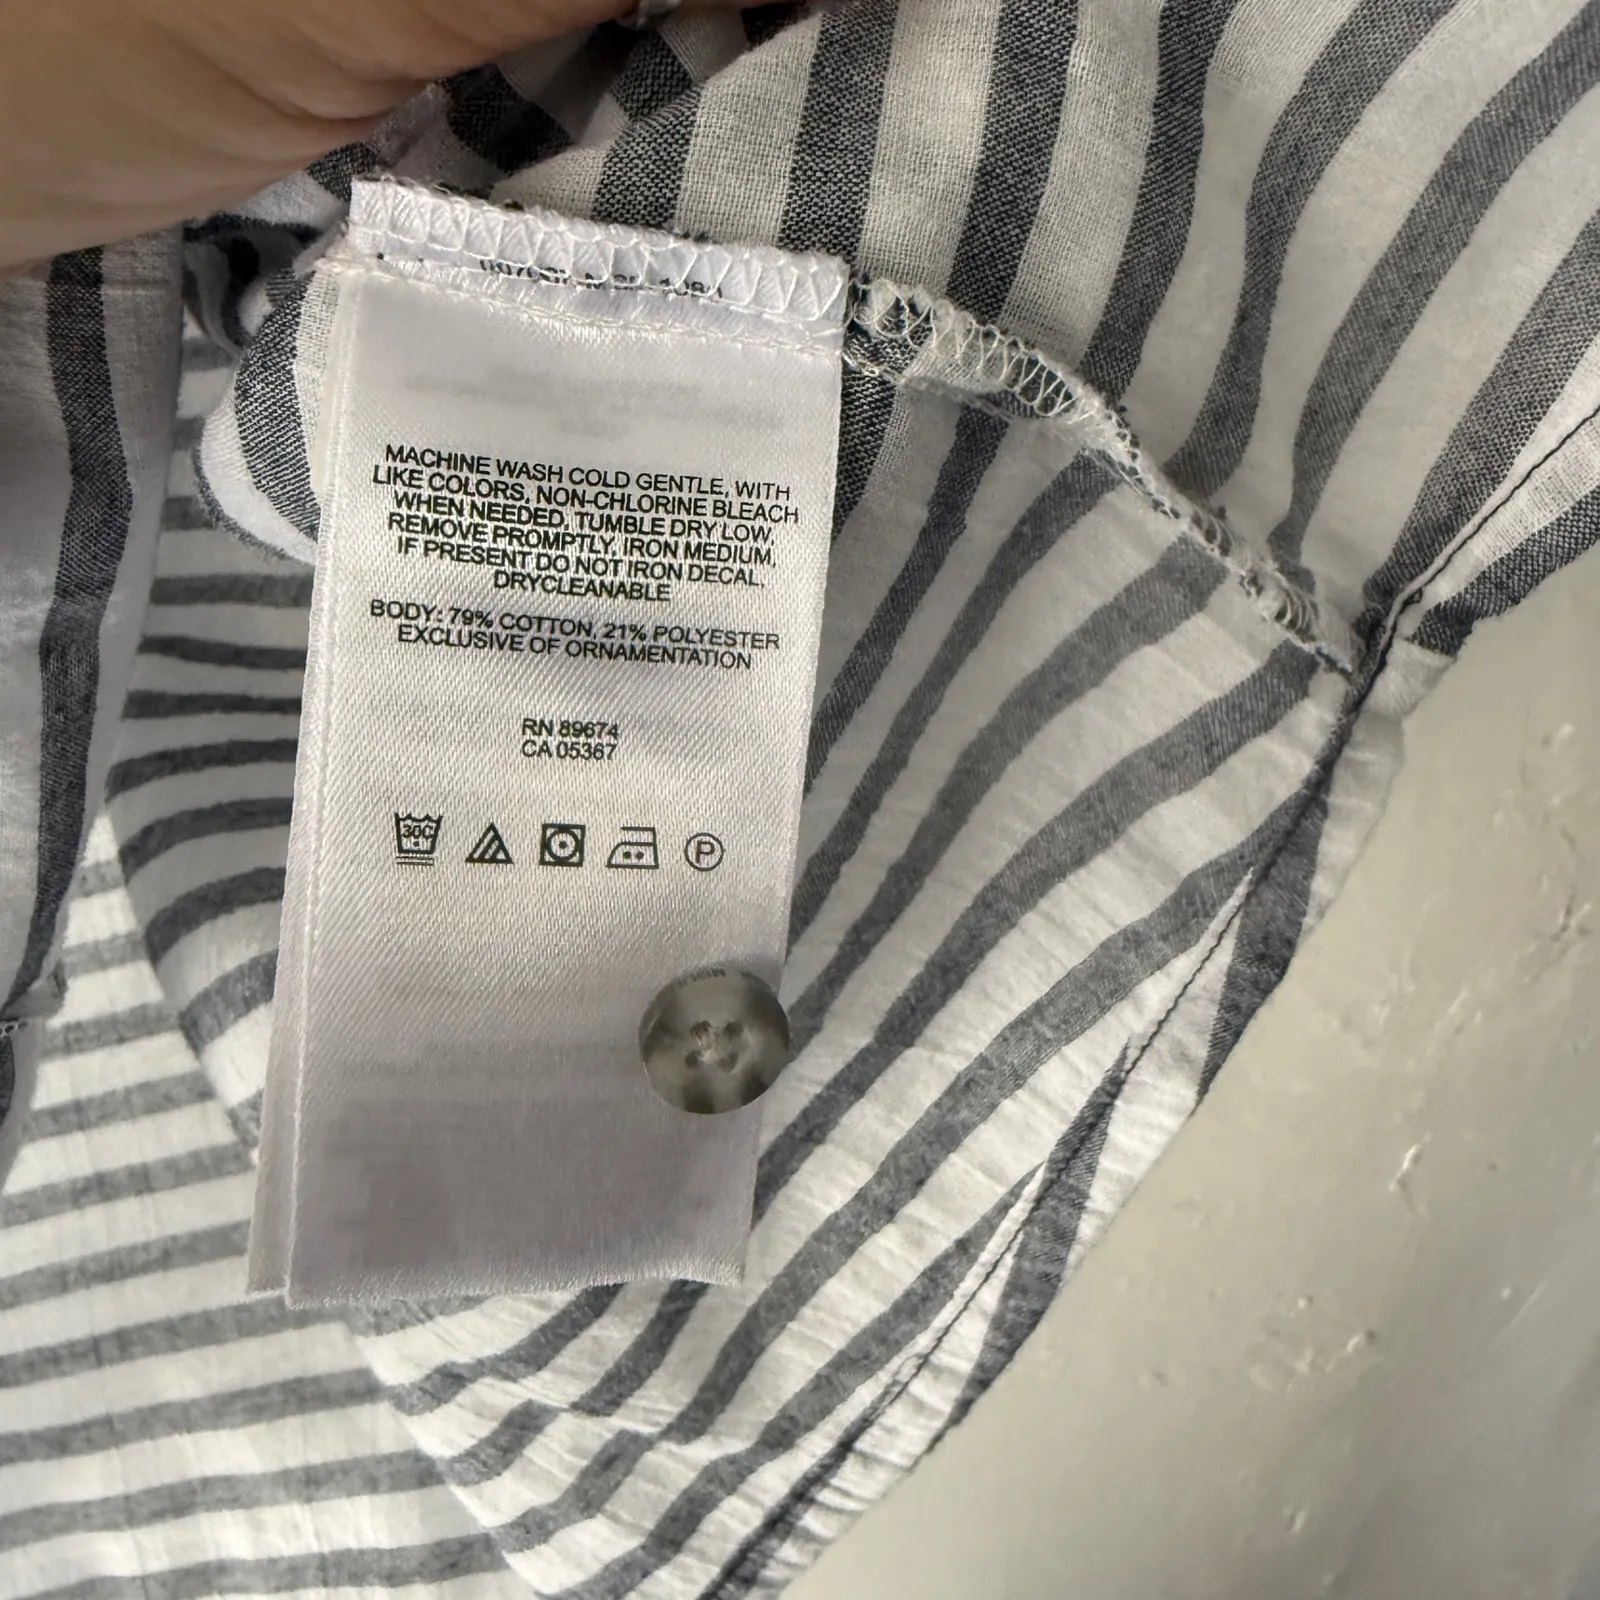 MACHINE WASH COLD GENTLE, WITH
LIKE COLORS, NON-CHLORINE BLEACH
WHEN NEEDED, TUMBLE DRY LOW,
REMOVE PROMPTLY, IRON MEDIUM,
IF PRESENT DO NOT IRON DECAL,
DRYCLEANABLE
BODY: 79% COTTON, 21% POLYESTER
EXCLUSIVE OF ORNAMENTATION
RN 89674
CA 05367
30C
P